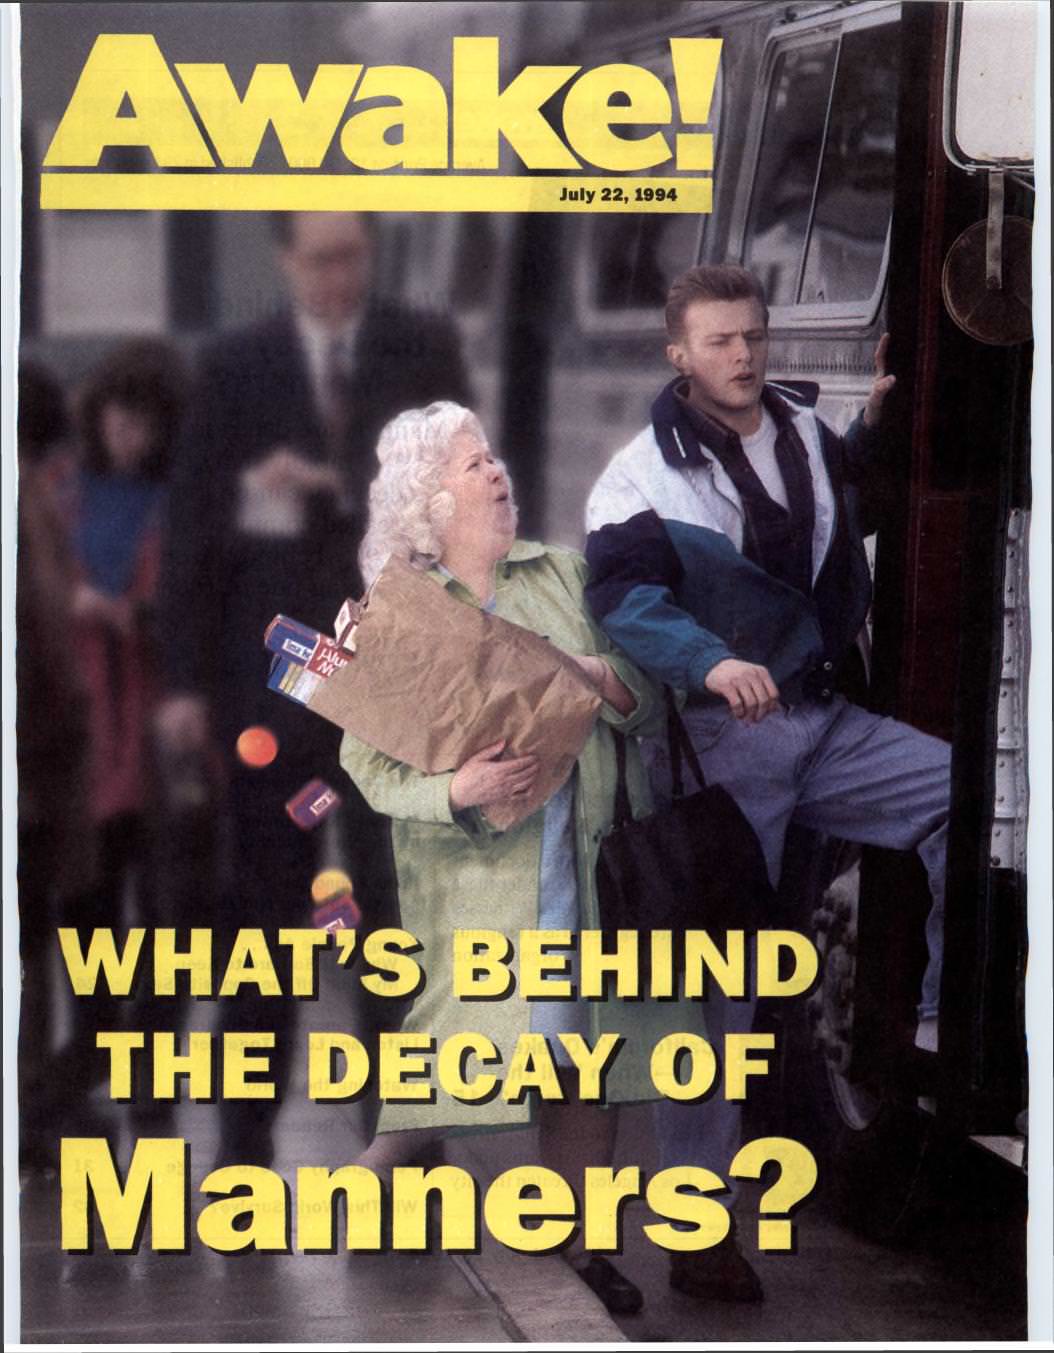 Awake!
July 22, 1994
WHAT'S BEHIND
THE DECAY OF
Manners?